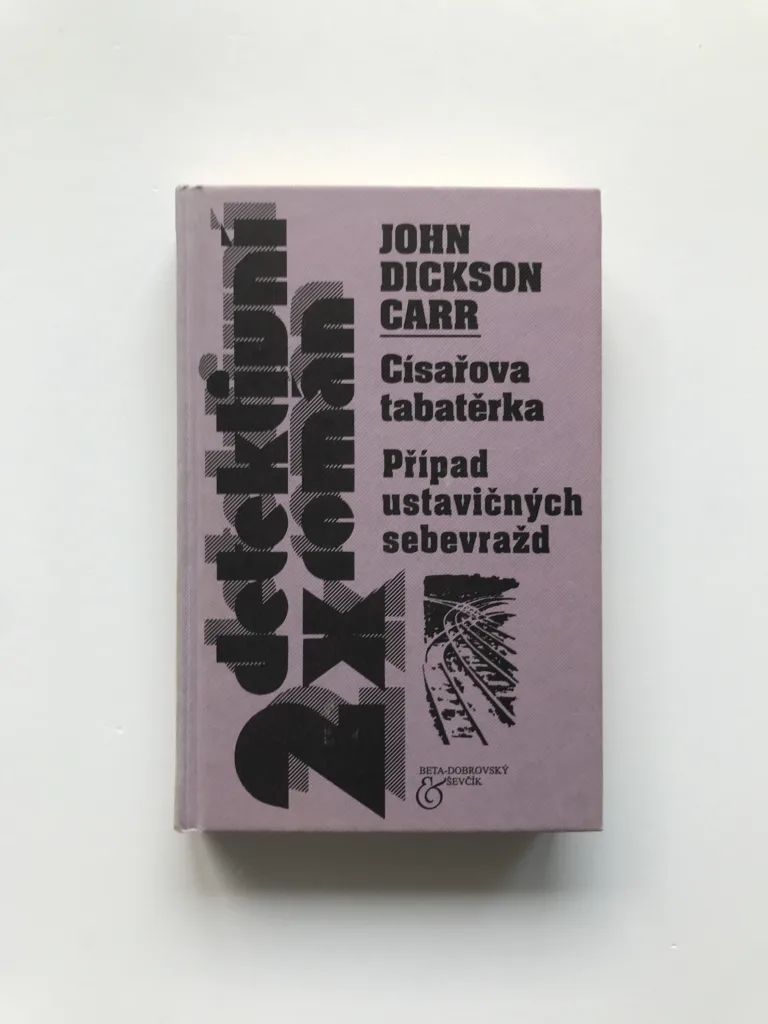 2x detektivní
román
JOHN
DICKSON
CARR
Císařova
tabatěrka
Případ
ustavičných
sebevražd
BETA-DOBROVSKÝ
& ŠEVČÍK